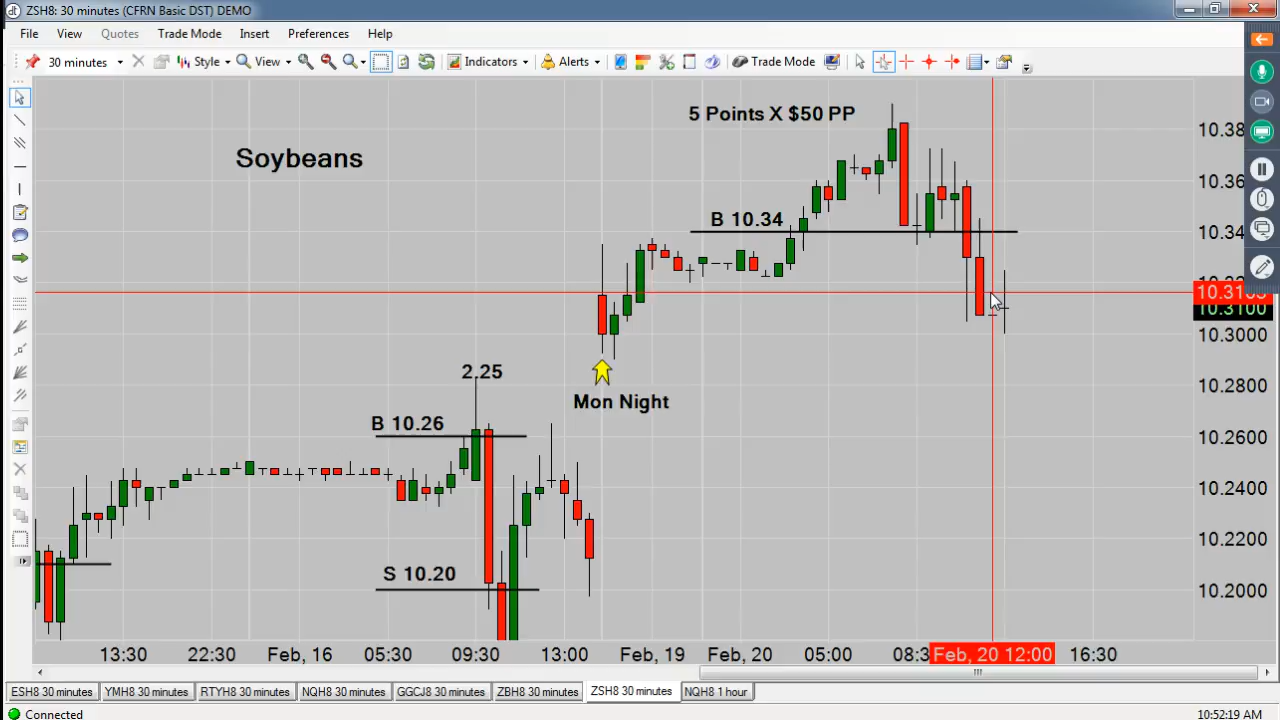 ZSH8: 30 minutes (CFRN Basic DST) DEMO
File View Quotes Trade Mode Insert Preferences Help
30 minutes Style View Indicators Alerts Trade Mode
5 Points X $50 PP
10.38
Soybeans
10.36
B 10.34
10.34
10.3165
10.3100
10.3000
2.25
10.2800
Mon Night
B 10.26
10.2600
10.2400
10.2200
S 10.20
10.2000
13:30 22:30 Feb, 16 05:30 09:30 13:00 Feb, 19 Feb, 20 05:00 08:3 Feb, 20 12:00 16:30
ESH8 30 minutes YMH8 30 minutes RTYH8 30 minutes NQH8 30 minutes GGCJ8 30 minutes ZBH8 30 minutes ZSH8 30 minutes NQH8 1 hour
Connected 10:52:19 AM